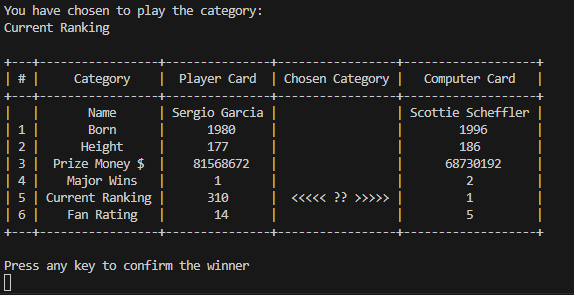 You have chosen to play the category:
Current Ranking
+---+------------------+---------------+-----------------+-------------------+
| # |     Category     |  Player Card  | Chosen Category |   Computer Card   |
+---+------------------+---------------+-----------------+-------------------+
|   |       Name       | Sergio Garcia |                 | Scottie Scheffler |
| 1 |       Born       |      1980     |                 |        1996       |
| 2 |      Height      |      177      |                 |        186        |
| 3 |  Prize Money $   |    81568672   |                 |      68730192     |
| 4 |    Major Wins    |       1       |                 |         2         |
| 5 | Current Ranking  |      310      |  <<<<< ?? >>>>> |         1         |
| 6 |    Fan Rating    |       14      |                 |         5         |
+---+------------------+---------------+-----------------+-------------------+
Press any key to confirm the winner